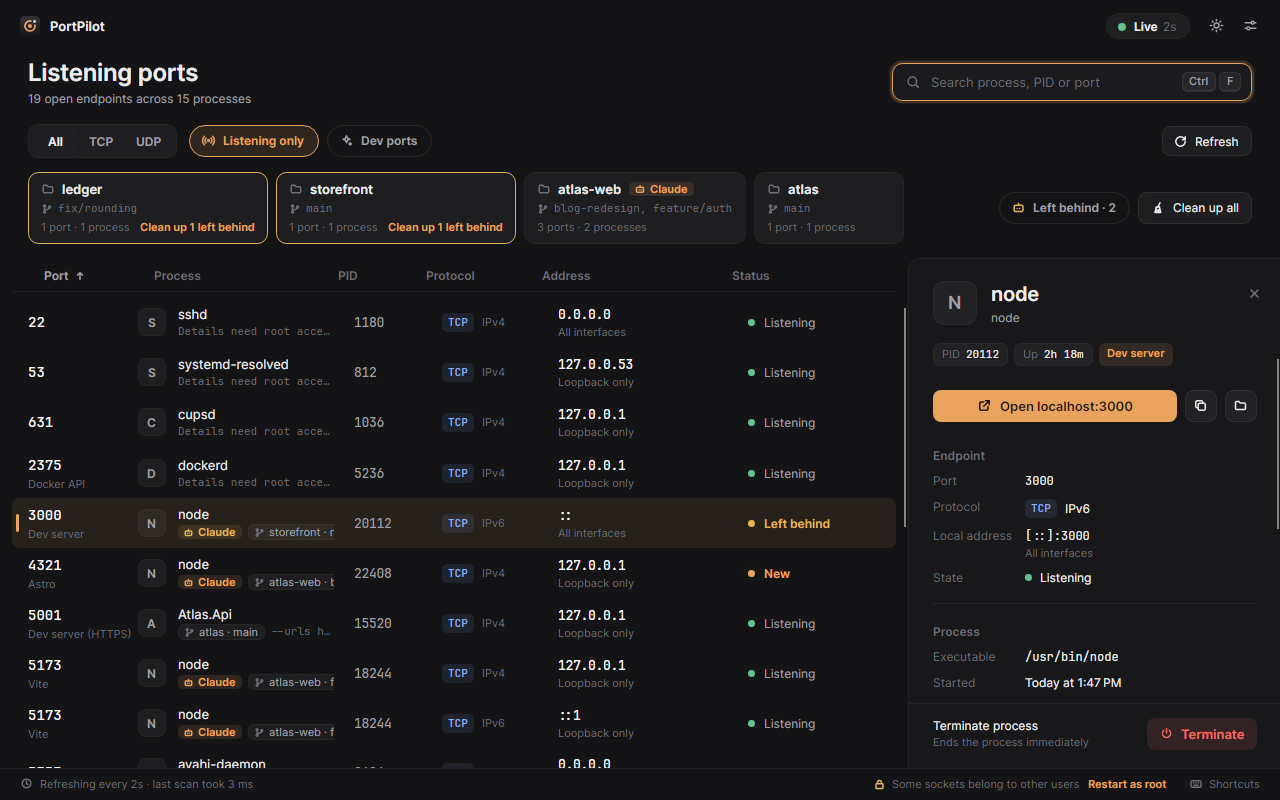 PortPilot
Live 2s
Listening ports
19 open endpoints across 15 processes
Search process, PID or port
Ctrl F
All TCP UDP
Listening only
Dev ports
Refresh
ledger
fix/rounding
1 port · 1 process Clean up 1 left behind
storefront
main
1 port · 1 process Clean up 1 left behind
atlas-web Claude
blog-redesign, feature/auth
3 ports · 2 processes
atlas
main
1 port · 1 process
Left behind · 2
Clean up all
Port ↑ Process PID Protocol Address Status
22 S sshd Details need root acce… 1180 TCP IPv4 0.0.0.0 All interfaces Listening
53 S systemd-resolved Details need root acce… 812 TCP IPv4 127.0.0.53 Loopback only Listening
631 C cupsd Details need root acce… 1036 TCP IPv4 127.0.0.1 Loopback only Listening
2375 Docker API D dockerd Details need root acce… 5236 TCP IPv4 127.0.0.1 Loopback only Listening
3000 Dev server N node Claude storefront · 20112 TCP IPv6 :: All interfaces Left behind
4321 Astro N node Claude atlas-web · 22408 TCP IPv4 127.0.0.1 Loopback only New
5001 Dev server (HTTPS) A Atlas.Api atlas · main --urls h… 15520 TCP IPv4 127.0.0.1 Loopback only Listening
5173 Vite N node Claude atlas-web · f 18244 TCP IPv4 127.0.0.1 Loopback only Listening
5173 Vite N node Claude atlas-web · f 18244 TCP IPv6 ::1 Loopback only Listening
avahi-daemon 0.0.0.0
N
node
node
PID 20112
Up 2h 18m
Dev server
Open localhost:3000
Endpoint
Port 3000
Protocol TCP IPv6
Local address [::]:3000
All interfaces
State Listening
Process
Executable /usr/bin/node
Started Today at 1:47 PM
Terminate process
Ends the process immediately
Terminate
Refreshing every 2s · last scan took 3 ms
Some sockets belong to other users Restart as root
Shortcuts